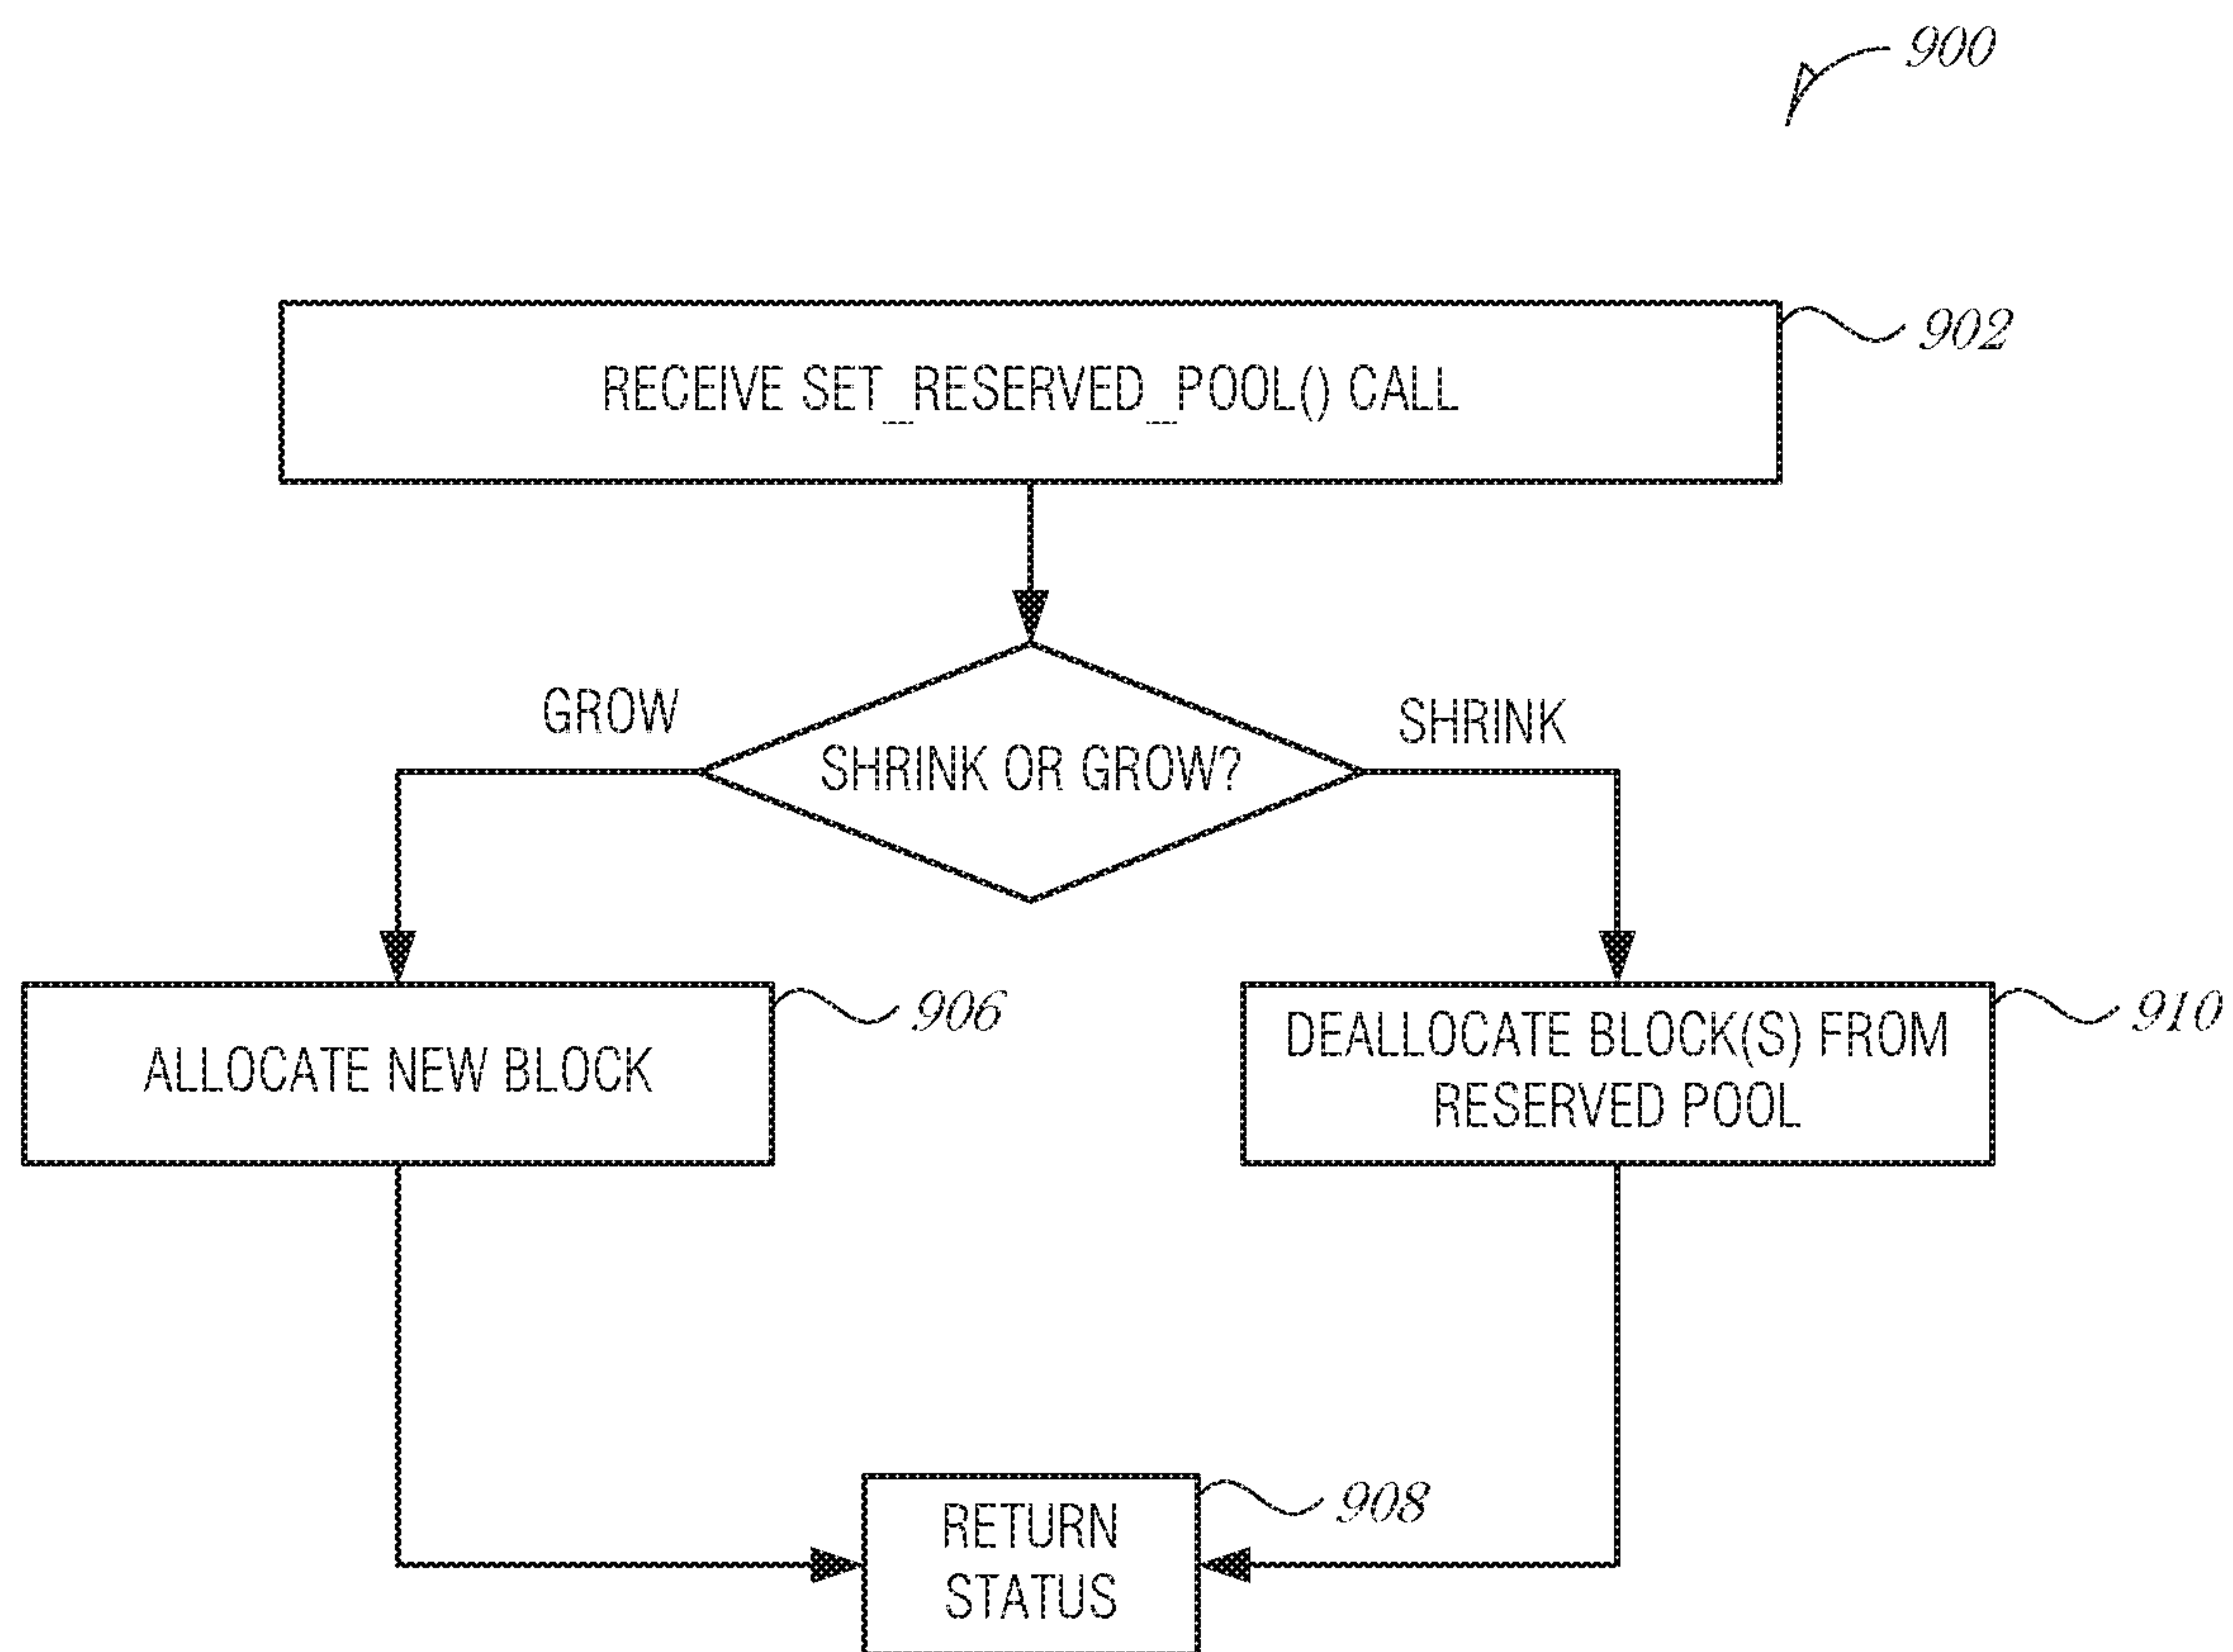 900
RECEIVE SET_RESERVED_POOL() CALL
902
GROW
SHRINK OR GROW?
SHRINK
ALLOCATE NEW BLOCK
906
DEALLOCATE BLOCK(S) FROM
RESERVED POOL
910
RETURN
STATUS
908